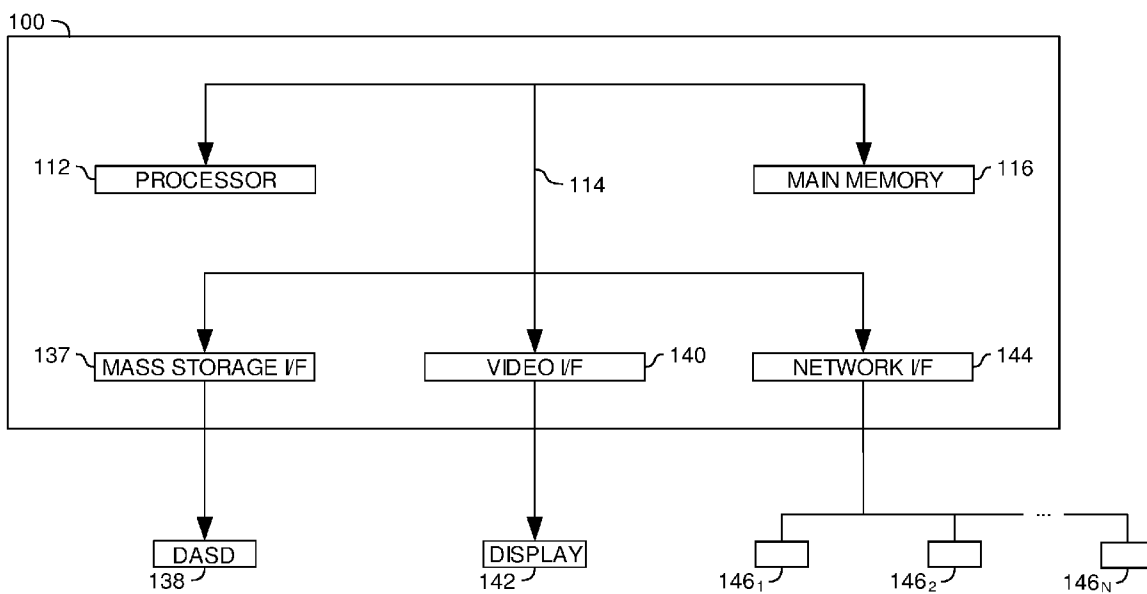 100
112
PROCESSOR
114
MAIN MEMORY
116
137
MASS STORAGE I/F
VIDEO I/F
140
NETWORK I/F
144
DASD
138
DISPLAY
142
...
146₁
146₂
146N